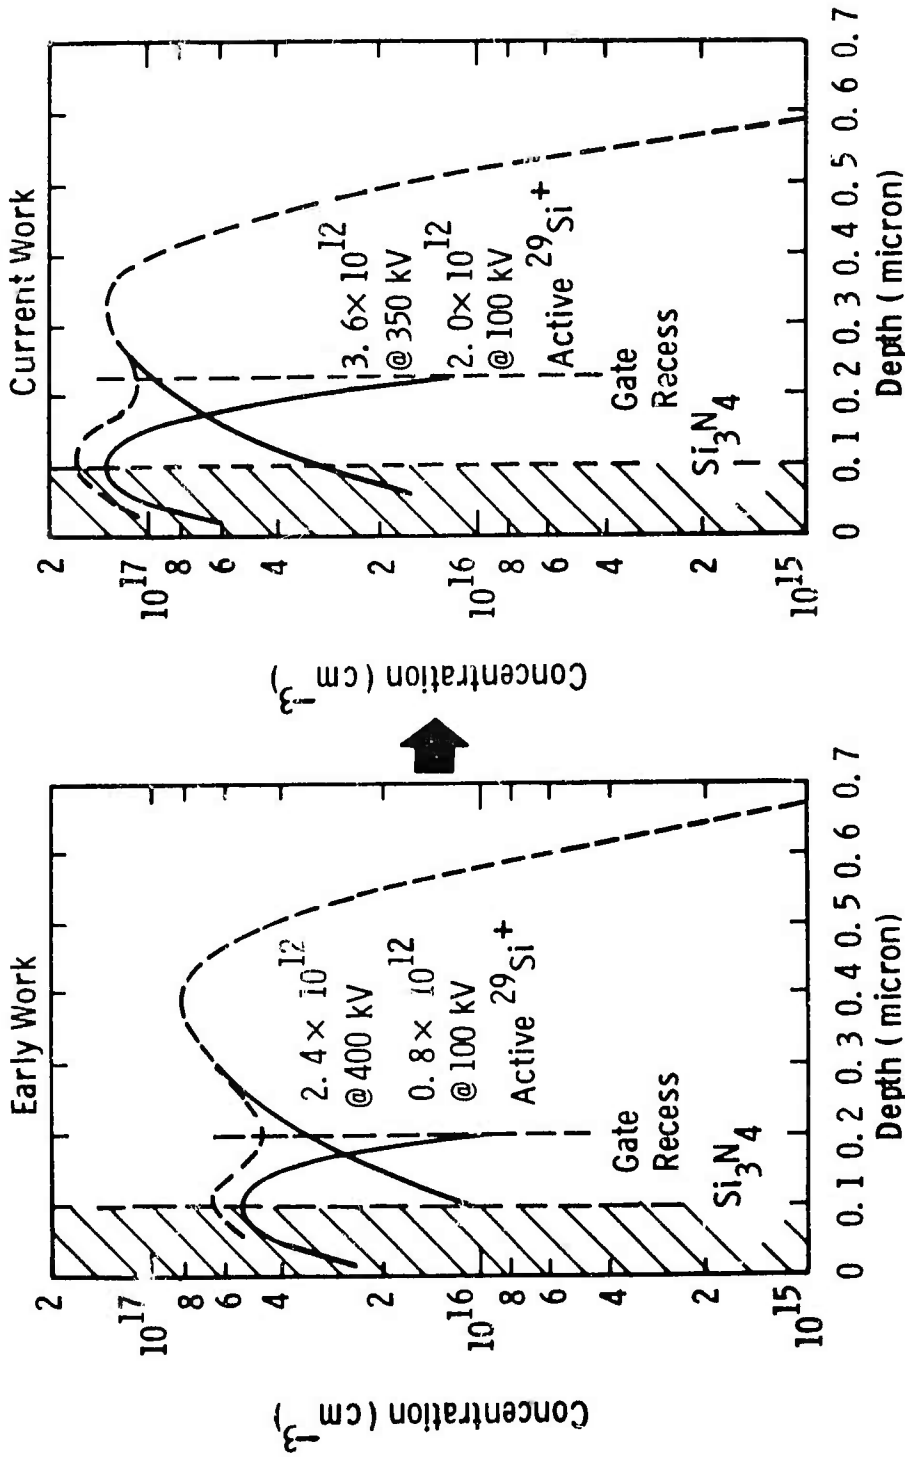 Early Work
Concentration (cm⁻³)
2
10¹⁷
8
6
4
2
10¹⁶
8
6
4
2
10¹⁵
2.4 × 10¹²
@ 400 kV
0.8 × 10¹²
@ 100 kV
Active ²⁹Si⁺
Gate
Recess
Si₃N₄
0 0.1 0.2 0.3 0.4 0.5 0.6 0.7
Depth (micron)
Current Work
Concentration (cm⁻³)
2
10¹⁷
8
6
4
2
10¹⁶
8
6
4
2
10¹⁵
3.6× 10¹²
@ 350 kV
2.0× 10¹²
@ 100 kV
Active ²⁹Si⁺
Gate
Recess
Si₃N₄
0 0.1 0.2 0.3 0.4 0.5 0.6 0.7
Depth (micron)